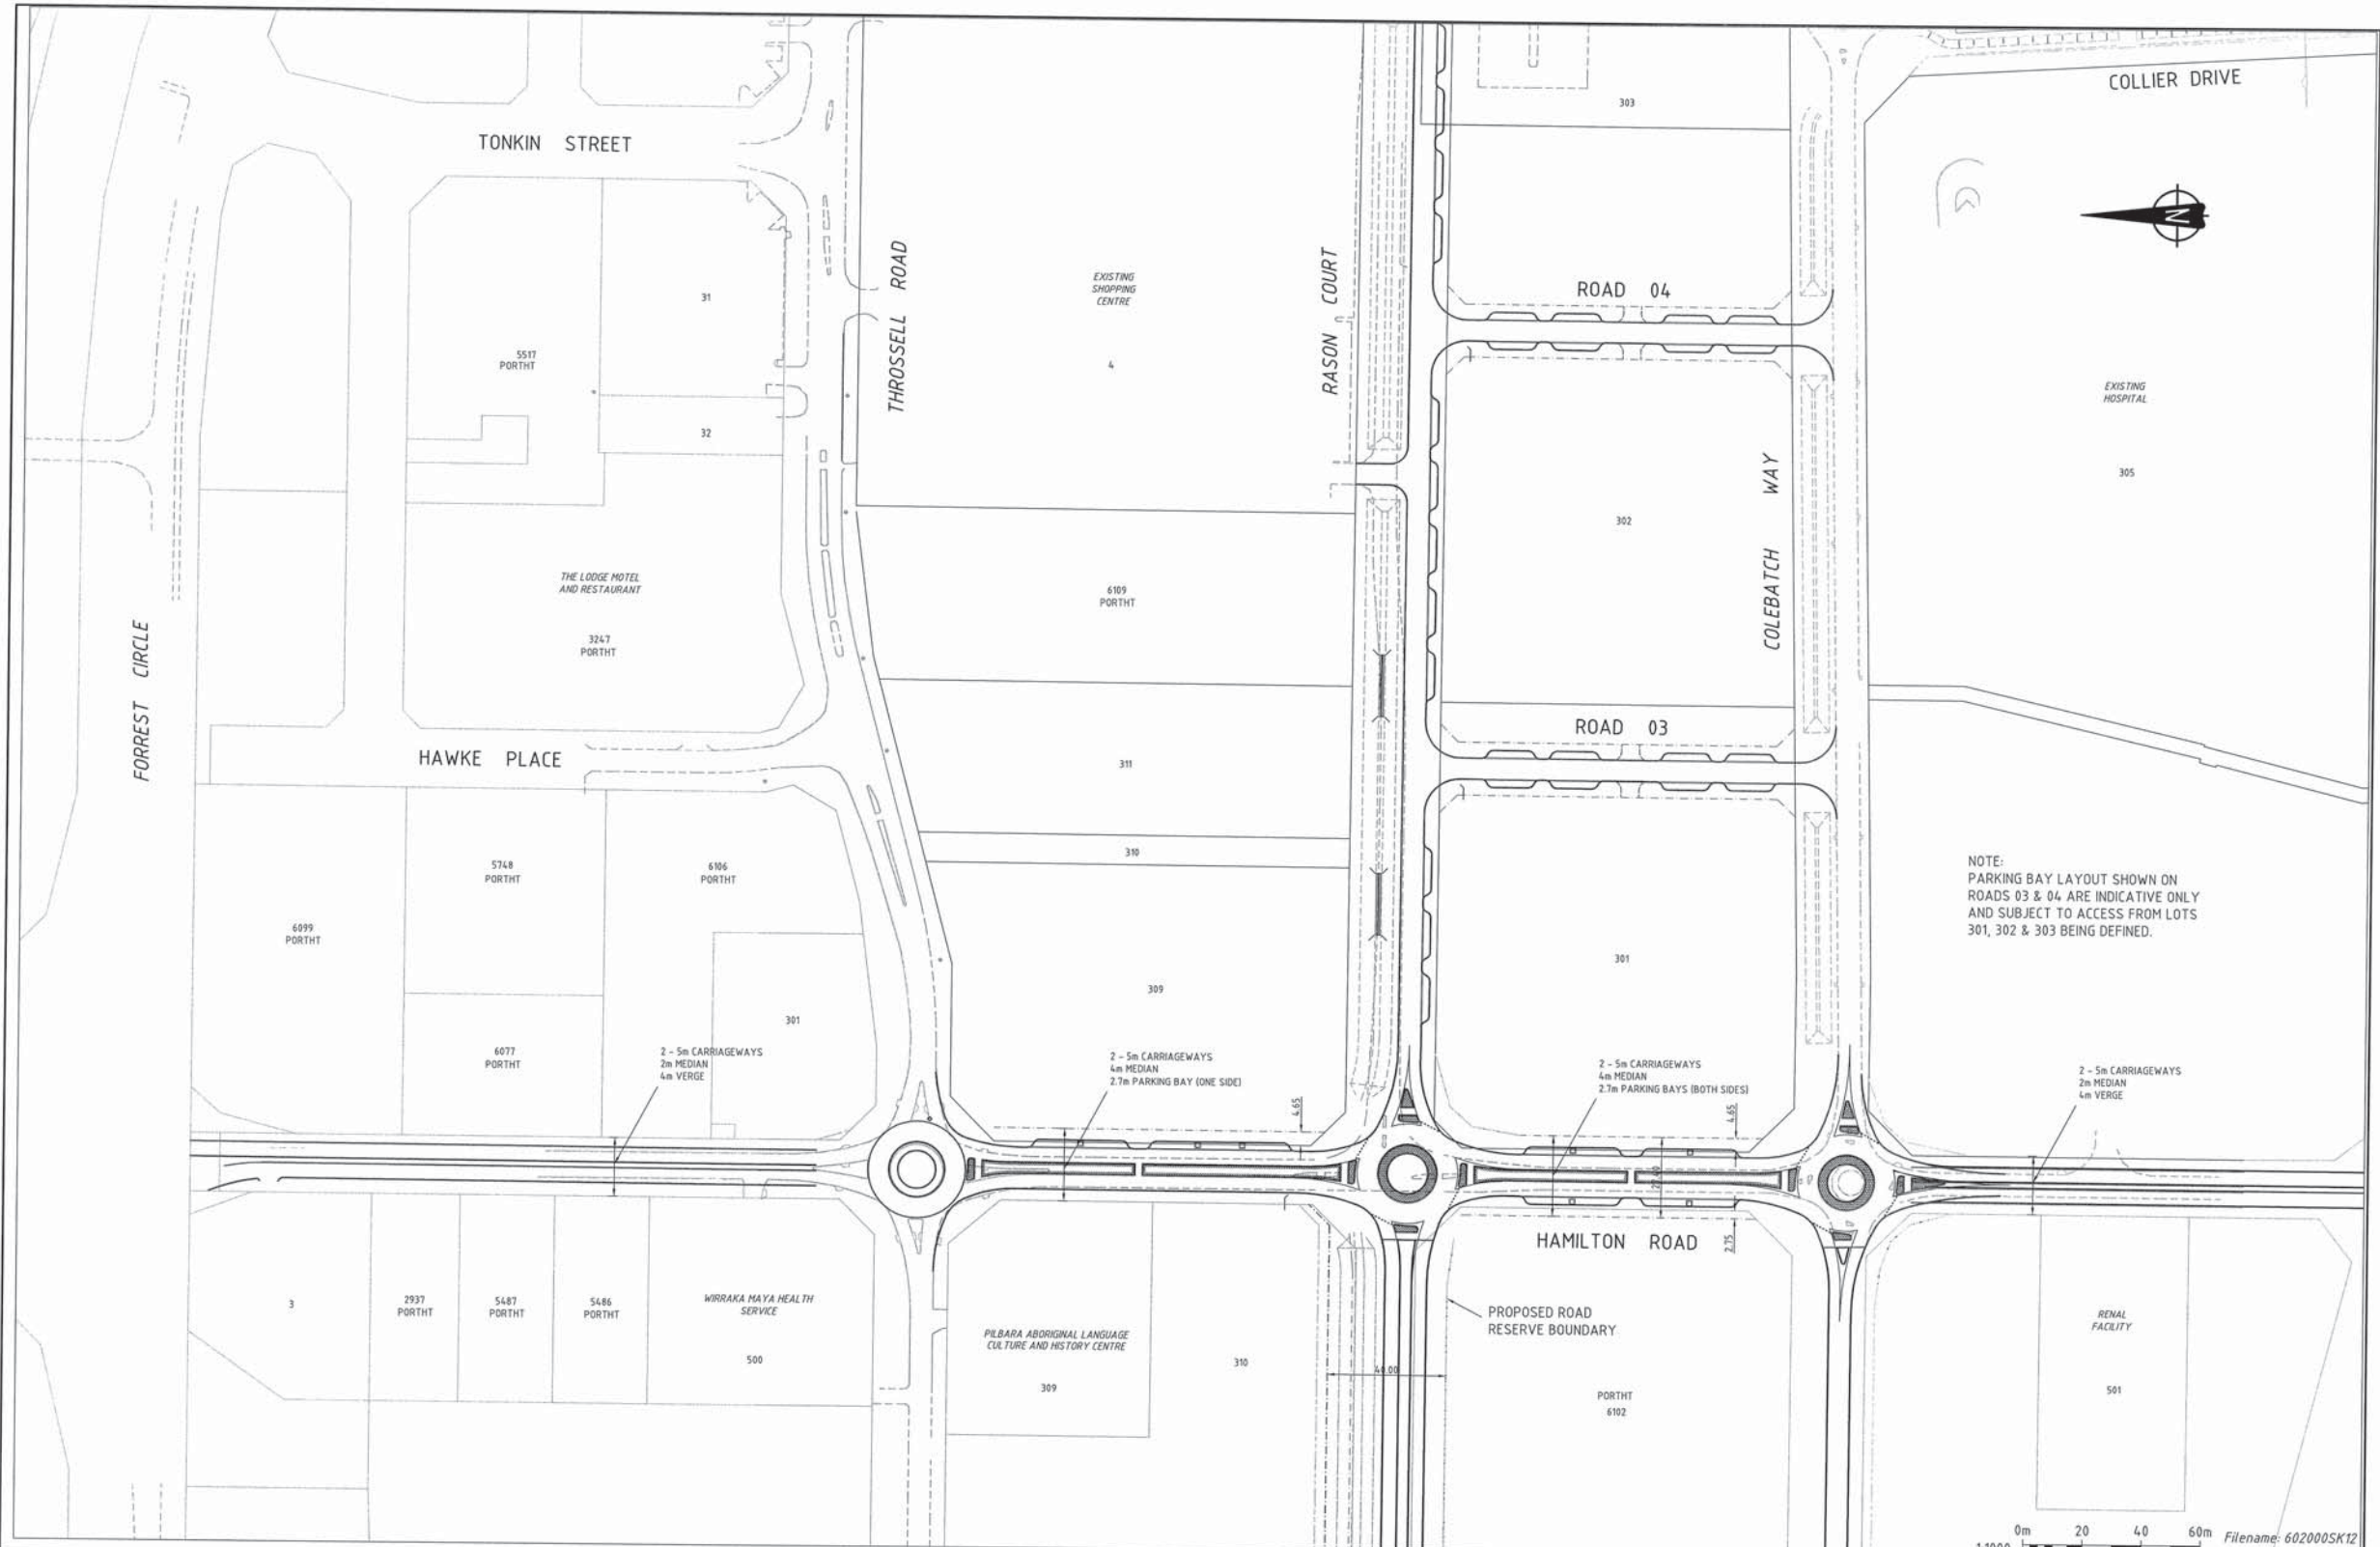 COLLIER DRIVE
303
TONKIN STREET
N
THROSSELL ROAD
RASON COURT
EXISTING
SHOPPING
CENTRE
4
ROAD 04
31
5517
PORTHT
32
EXISTING
HOSPITAL
305
COLEBATCH WAY
302
THE LODGE MOTEL
AND RESTAURANT
3247
PORTHT
6109
PORTHT
FORREST CIRCLE
HAWKE PLACE
ROAD 03
311
310
5748
PORTHT
6106
PORTHT
6099
PORTHT
NOTE:
PARKING BAY LAYOUT SHOWN ON
ROADS 03 & 04 ARE INDICATIVE ONLY
AND SUBJECT TO ACCESS FROM LOTS
301, 302 & 303 BEING DEFINED.
309
301
301
6077
PORTHT
2 - 5m CARRIAGEWAYS
2m MEDIAN
4m VERGE
2 - 5m CARRIAGEWAYS
4m MEDIAN
2.7m PARKING BAY (ONE SIDE)
4.65
2 - 5m CARRIAGEWAYS
4m MEDIAN
2.7m PARKING BAYS (BOTH SIDES)
4.65
2 - 5m CARRIAGEWAYS
2m MEDIAN
4m VERGE
HAMILTON ROAD
2.75
3
2937
PORTHT
5487
PORTHT
5486
PORTHT
WIRRAKA MAYA HEALTH
SERVICE
500
PILBARA ABORIGINAL LANGUAGE
CULTURE AND HISTORY CENTRE
309
310
40.00
PROPOSED ROAD
RESERVE BOUNDARY
PORTHT
6102
RENAL
FACILITY
501
0m 20 40 60m
Filename: 602000SK12